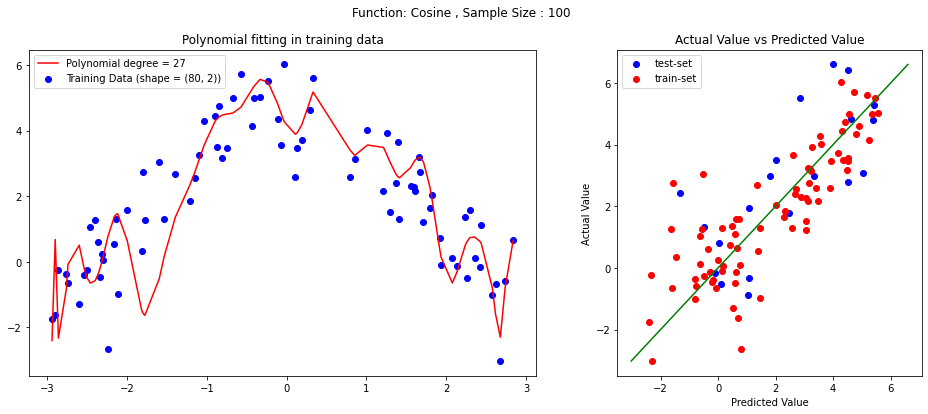 Function: Cosine , Sample Size : 100
Polynomial fitting in training data
Polynomial degree = 27
Training Data (shape = (80, 2))
6
4
2
0
−2
−3
−2
−1
0
1
2
3
Actual Value vs Predicted Value
test-set
train-set
Actual Value
6
4
2
0
−2
−2
0
2
4
6
Predicted Value